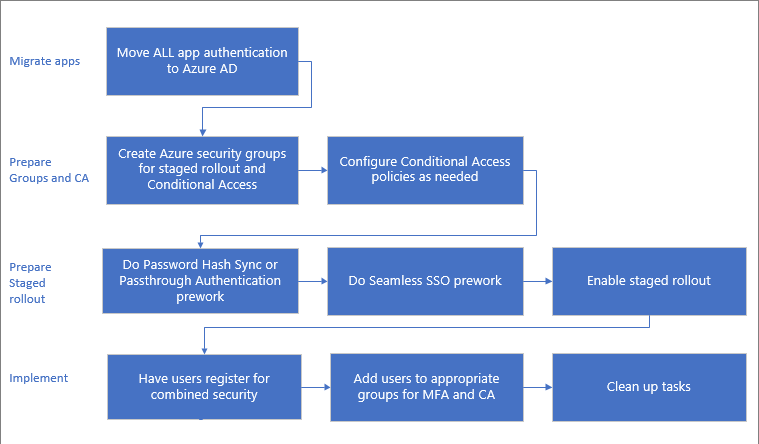 Migrate apps
Move ALL app authentication
to Azure AD
Prepare
Groups and CA
Create Azure security groups
for staged rollout and
Conditional Access
Configure Conditional Access
policies as needed
Prepare
Staged
rollout
Do Password Hash Sync or
Passthrough Authentication
prework
Do Seamless SSO prework
Enable staged rollout
Implement
Have users register for
combined security
Add users to appropriate
groups for MFA and CA
Clean up tasks